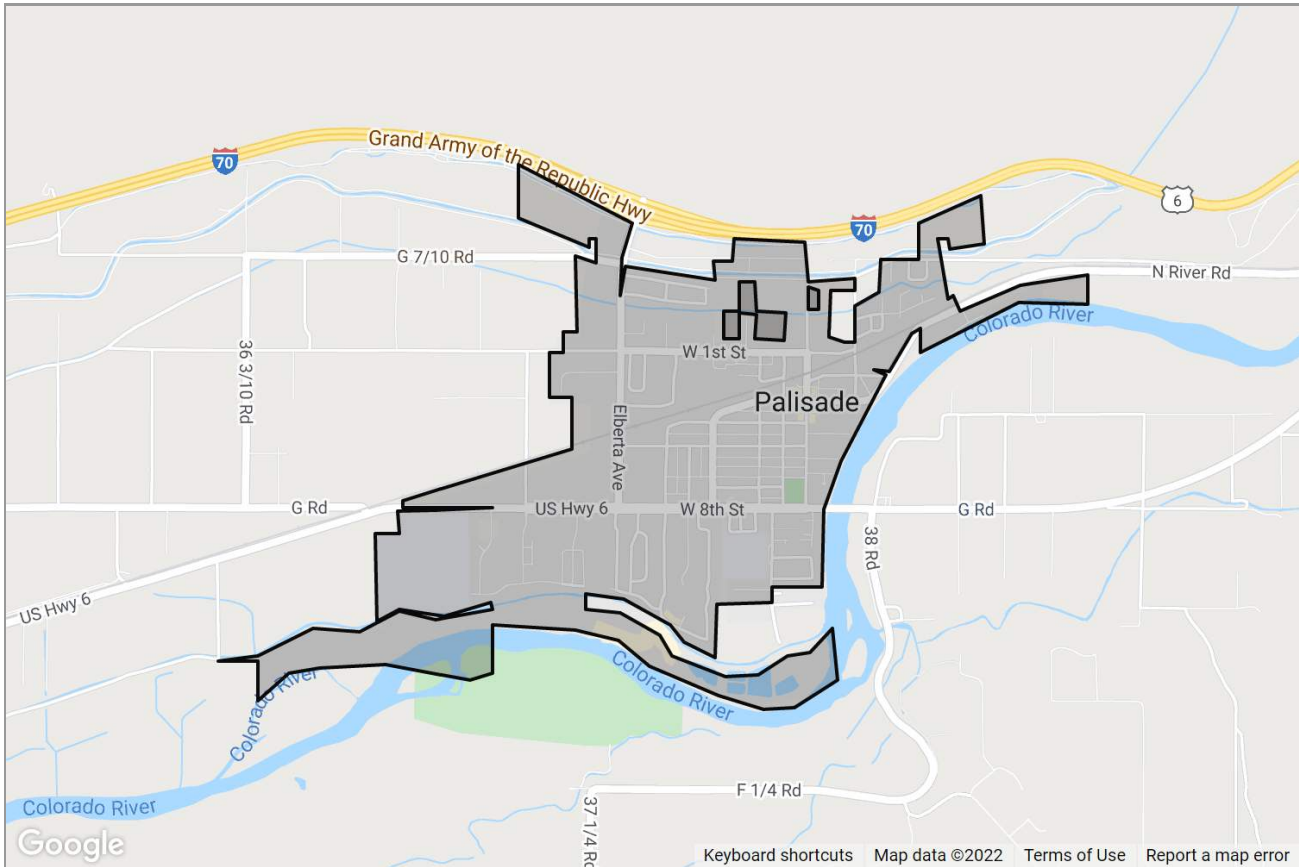 Grand Army of the Republic Hwy
70
70
6
G 7/10 Rd
N River Rd
Colorado River
36 3/10 Rd
W 1st St
Palisade
Elberta Ave
G Rd
US Hwy 6
W 8th St
G Rd
38 Rd
US Hwy 6
Colorado River
Colorado River
Colorado River
F 1/4 Rd
37 1/4 Rd
Google
Keyboard shortcuts
Map data ©2022
Terms of Use
Report a map error